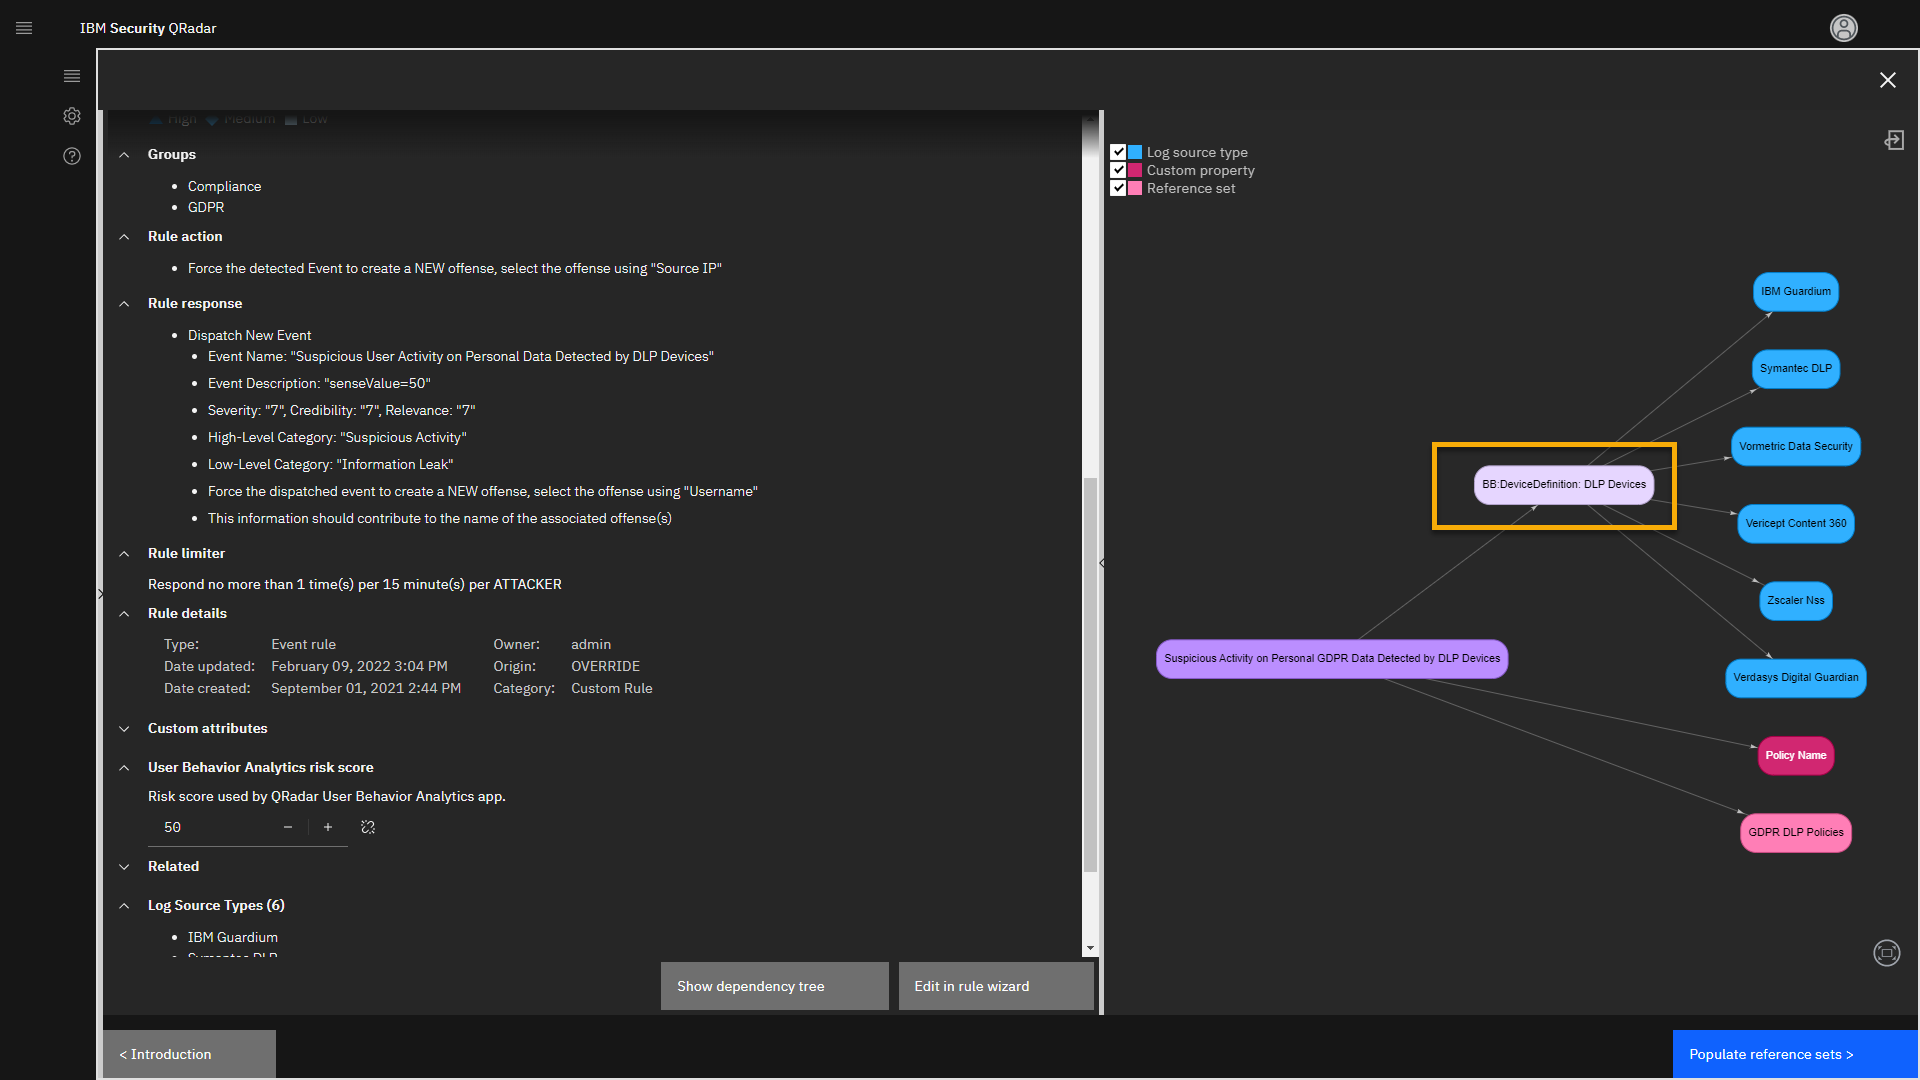 IBM Security QRadar
High Medium Low
Groups
Compliance
GDPR
Rule action
Force the detected Event to create a NEW offense, select the offense using "Source IP"
Rule response
Dispatch New Event
Event Name: "Suspicious User Activity on Personal Data Detected by DLP Devices"
Event Description: "senseValue=50"
Severity: "7", Credibility: "7", Relevance: "7"
High-Level Category: "Suspicious Activity"
Low-Level Category: "Information Leak"
Force the dispatched event to create a NEW offense, select the offense using "Username"
This information should contribute to the name of the associated offense(s)
Rule limiter
Respond no more than 1 time(s) per 15 minute(s) per ATTACKER
Rule details
Type: Event rule Owner: admin
Date updated: February 09, 2022 3:04 PM Origin: OVERRIDE
Date created: September 01, 2021 2:44 PM Category: Custom Rule
Custom attributes
User Behavior Analytics risk score
Risk score used by QRadar User Behavior Analytics app.
50
Related
Log Source Types (6)
IBM Guardium
Symantec DLP
Show dependency tree
Edit in rule wizard
< Introduction
Populate reference sets >
Log source type
Custom property
Reference set
IBM Guardium
Symantec DLP
Vormetric Data Security
BB:DeviceDefinition: DLP Devices
Vericept Content 360
Zscaler Nss
Suspicious Activity on Personal GDPR Data Detected by DLP Devices
Verdasys Digital Guardian
Policy Name
GDPR DLP Policies